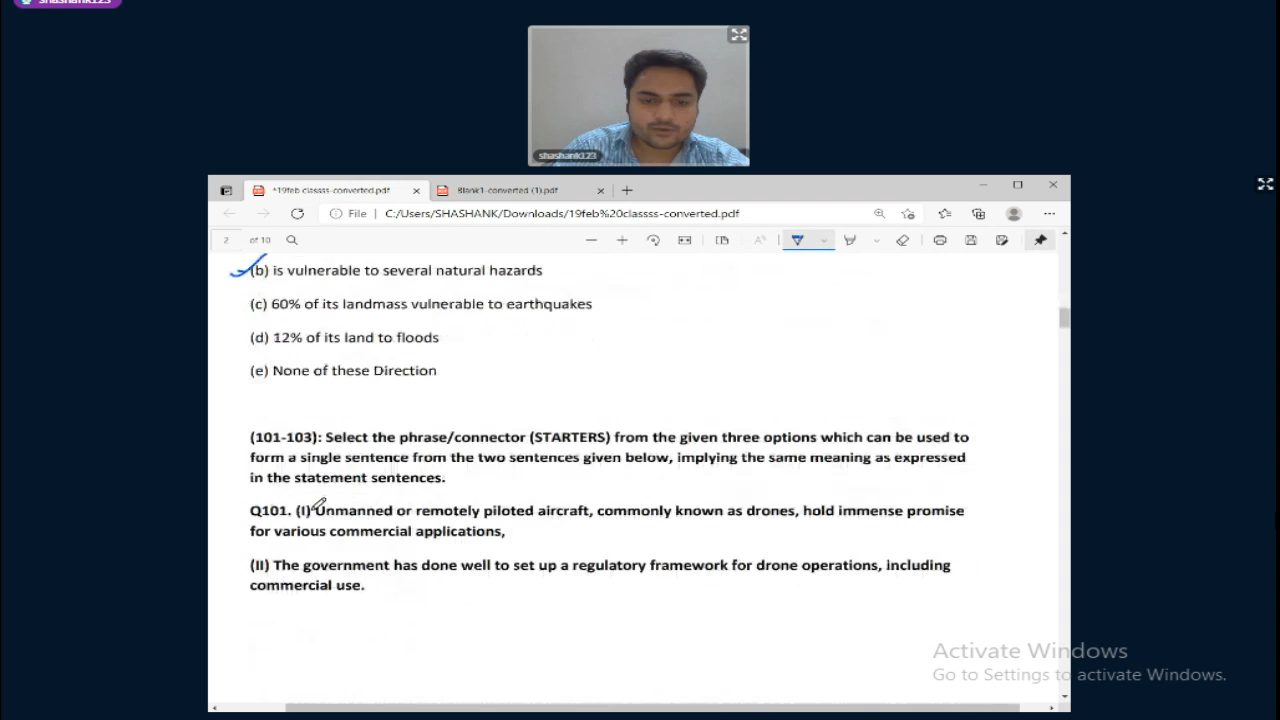 shashank123
shashank123
*19feb classss-converted.pdf
Blank1-converted (1).pdf
File
C:/Users/SHASHANK/Downloads/19feb%20classss-converted.pdf
2 of 10
(b) is vulnerable to several natural hazards
(c) 60% of its landmass vulnerable to earthquakes
(d) 12% of its land to floods
(e) None of these Direction
(101-103): Select the phrase/connector (STARTERS) from the given three options which can be used to
form a single sentence from the two sentences given below, implying the same meaning as expressed
in the statement sentences.
Q101. (I) Unmanned or remotely piloted aircraft, commonly known as drones, hold immense promise
for various commercial applications,
(II) The government has done well to set up a regulatory framework for drone operations, including
commercial use.
Activate Windows
Go to Settings to activate Windows.